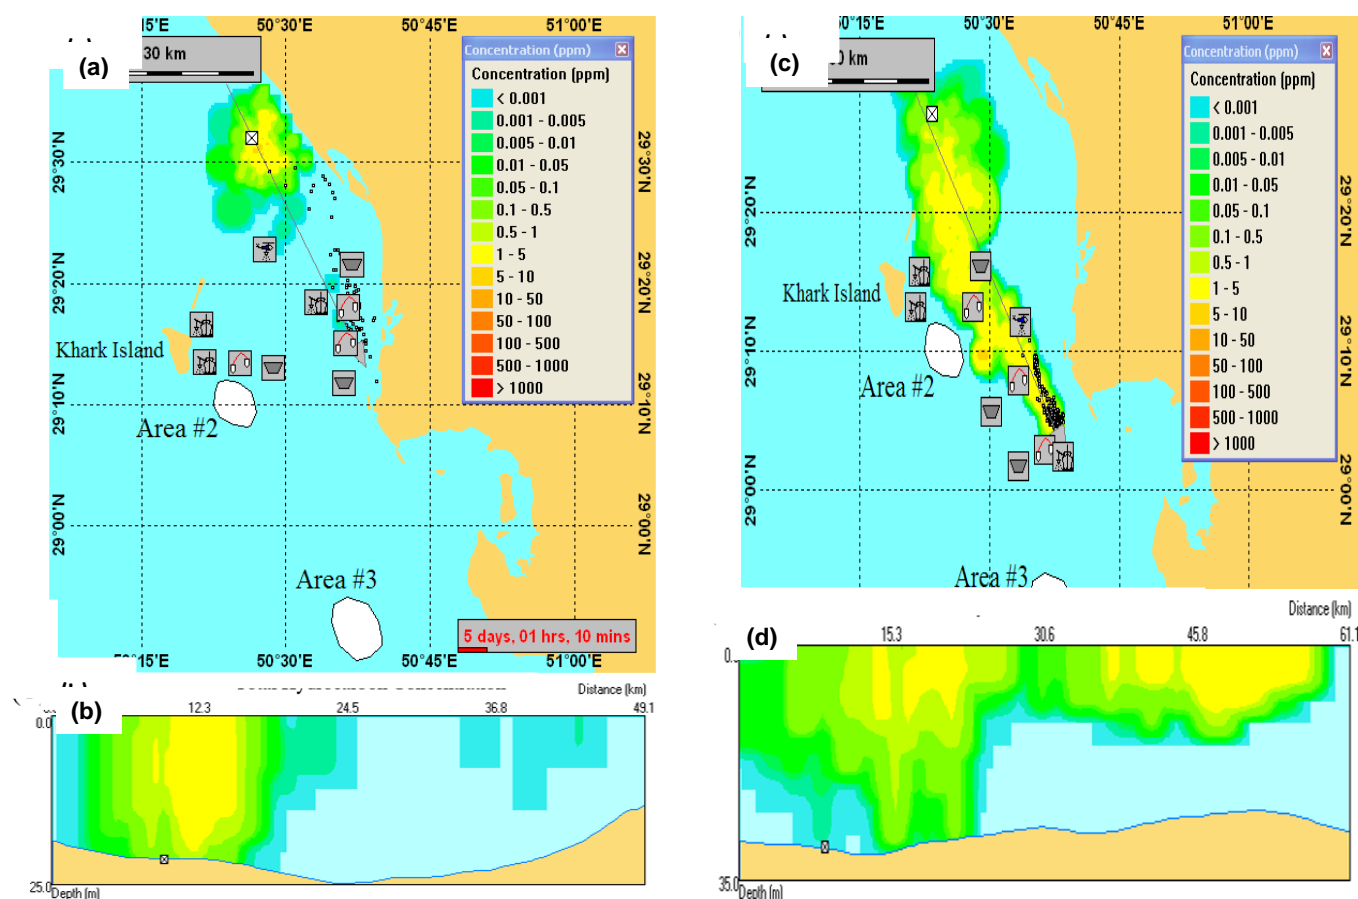 50°30'E
50°45'E
51°00'E
(a)
30 km
Concentration (ppm)
Concentration (ppm)
< 0.001
0.001 - 0.005
0.005 - 0.01
0.01 - 0.05
0.05 - 0.1
0.1 - 0.5
0.5 - 1
1 - 5
5 - 10
10 - 50
50 - 100
100 - 500
500 - 1000
> 1000
29°30'N
29°30'N
29°20'N
29°20'N
29°10'N
29°10'N
29°00'N
29°00'N
Khark Island
Area #2
Area #3
5 days, 01 hrs, 10 mins
50°30'E
50°45'E
51°00'E
(b)
Distance (km)
12.3
24.5
36.8
49.1
0.0
25.0
Depth (m)
50°15'E
50°30'E
50°45'E
51°00'E
(c)
km
Concentration (ppm)
Concentration (ppm)
< 0.001
0.001 - 0.005
0.005 - 0.01
0.01 - 0.05
0.05 - 0.1
0.1 - 0.5
0.5 - 1
1 - 5
5 - 10
10 - 50
50 - 100
100 - 500
500 - 1000
> 1000
29°20'N
29°20'N
29°10'N
29°10'N
29°00'N
29°00'N
Khark Island
Area #2
Area #3
(d)
Distance (km)
15.3
30.6
45.8
61.1
35.0
Depth (m)